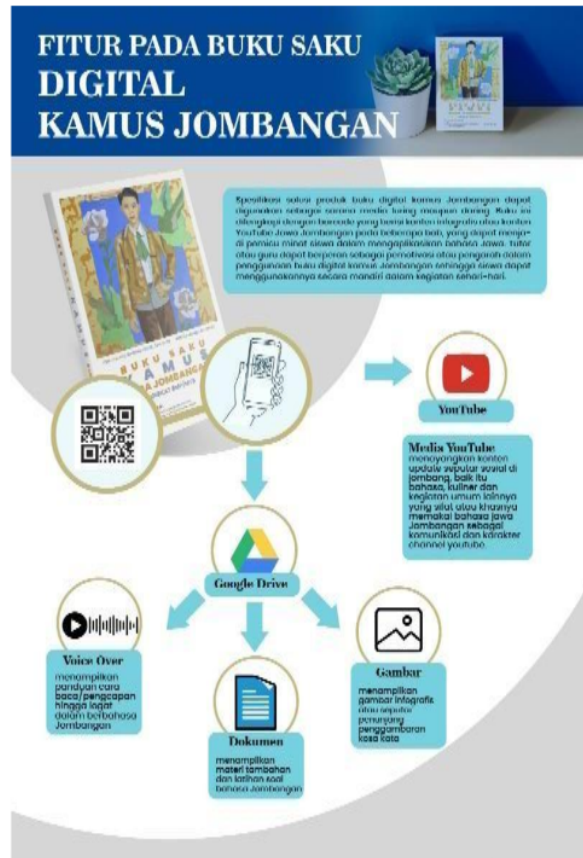 FITUR PADA BUKU SAKU
DIGITAL
KAMUS JOMBANGAN
Spesifikasi solusi produk buku digital kamus Jombangan dapat
digunakan sebagai sarana media luring maupun daring. Buku ini
dilengkapi dengan barcode yang berisi konten infografis atau konten
YouTube Jawa Jombangan pada beberapa bab, yang dapat menja-
di pemicu minat siswa dalam mengaplikasikan bahasa Jawa. Tutor
atau guru dapat berperan sebagai pemotivasi atau pengarah dalam
penggunaan buku digital kamus Jombangan sehingga siswa dapat
menggunakannya secara mandiri dalam kegiatan sehari-hari.
BUKU SAKU
KAMUS
JOMBANGAN
YouTube
Media YouTube
menayangkan konten
update seputar sosial di
jombang, baik itu
bahasa, kuliner dan
kegiatan umum lainnya
yang sifat atau khasnya
memakai bahasa jawa
Jombangan sebagai
komunikasi dan karakter
channel youtube.
Google Drive
Voice Over
menampilkan
panduan cara
baca/pengcapan
hingga logat
dalam berbahasa
Jombangan
Dokumen
menampilkan
materi tambahan
dan latihan soal
bahasa Jombangan
Gambar
menampilkan
gambar infografis
atau seputar
penunjang
penggambaran
kosa kata